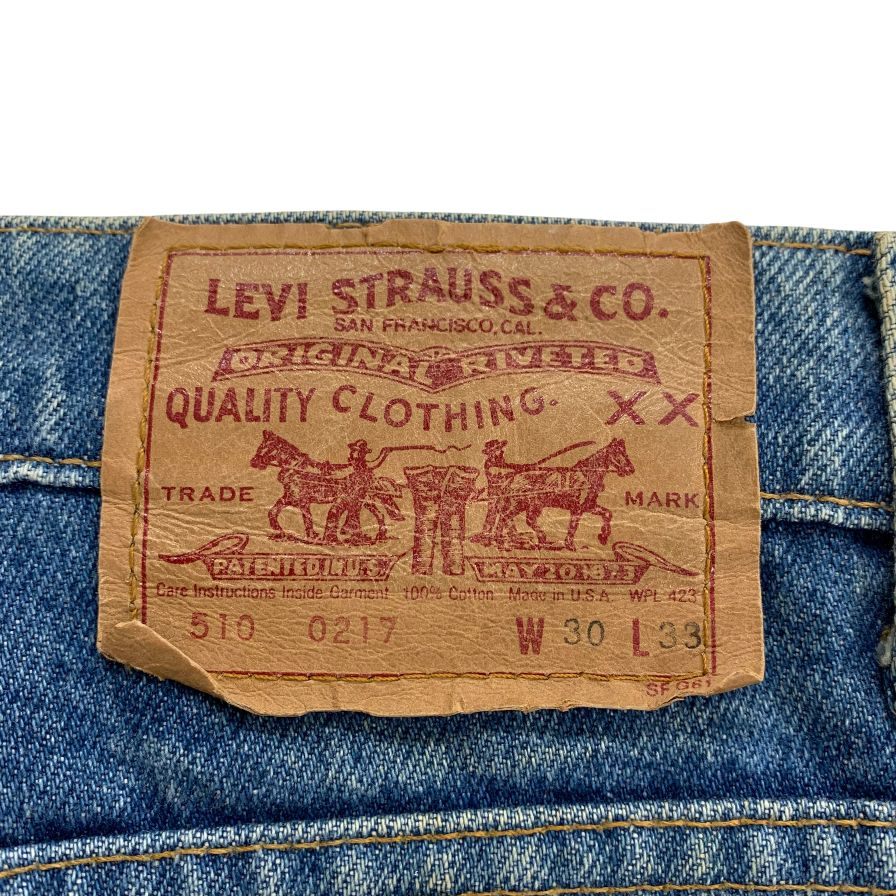 LEVI STRAUSS & CO.
SAN FRANCISCO, CAL.
ORIGINAL RIVETED
QUALITY CLOTHING. XX
TRADE MARK
PATENTED IN U.S. MAY 20 1873
Care Instructions Inside Garment 100% Cotton Made in U.S.A. WPL 423
510 0217 W 30 L 33
SF